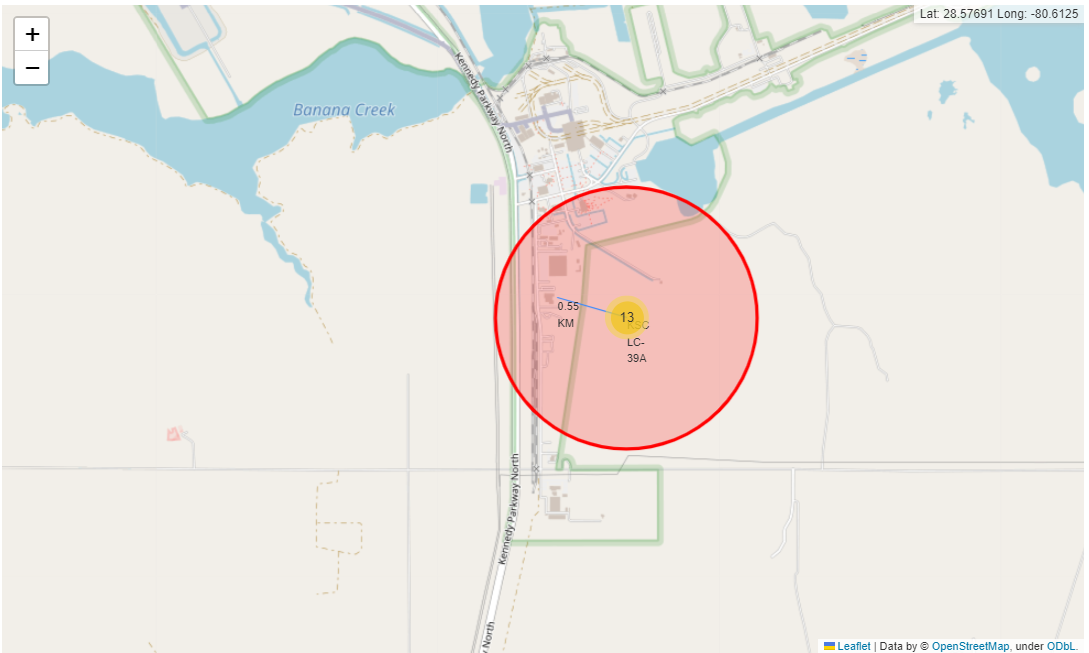 +
Lat: 28.57691 Long: -80.6125
−
Kennedy Parkway North
Banana Creek
0.55
KM
13
KSC
LC-
39A
Kennedy Parkway North
y North
Leaflet | Data by © OpenStreetMap, under ODbL.